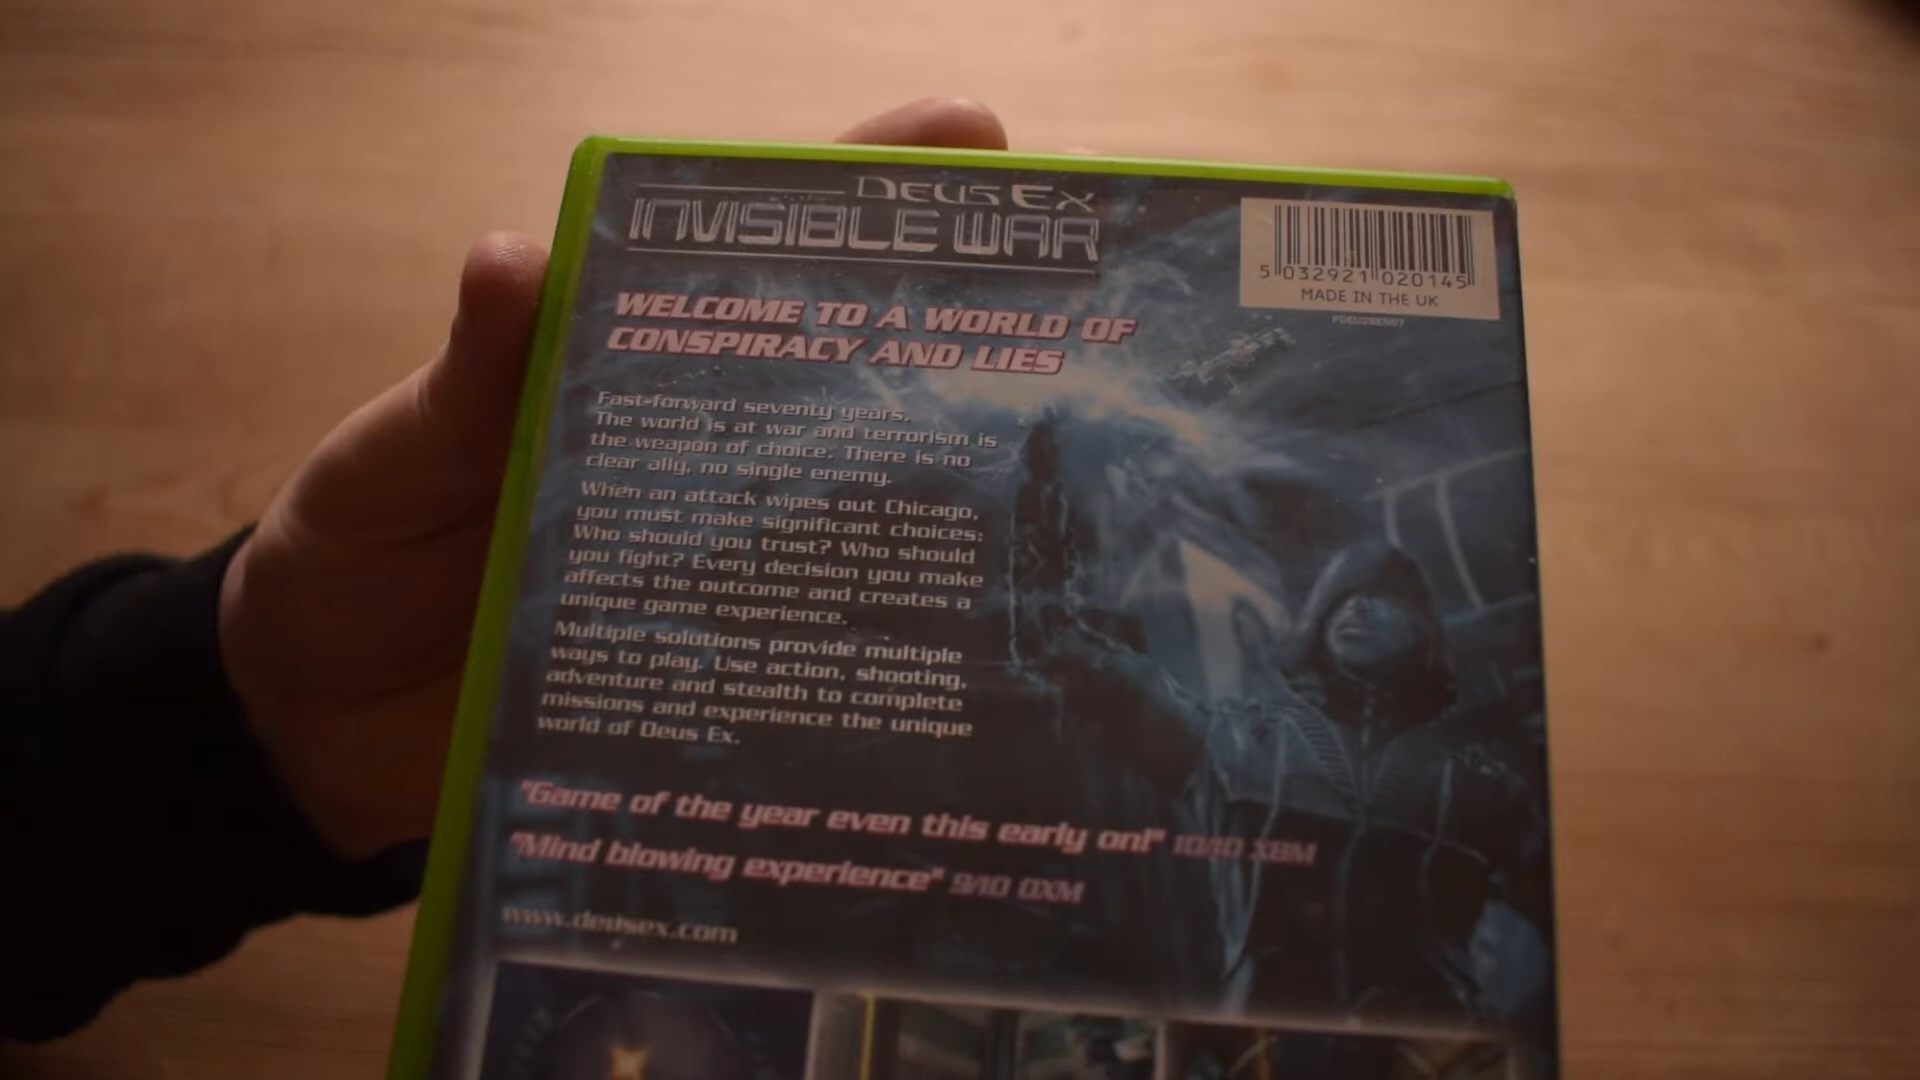 DEUS EX
INVISIBLE WAR
5 032921 020145
MADE IN THE UK
WELCOME TO A WORLD OF
CONSPIRACY AND LIES
Fast-forward seventy years.
The world is at war and terrorism is
the weapon of choice. There is no
clear ally, no single enemy.
When an attack wipes out Chicago,
you must make significant choices:
Who should you trust? Who should
you fight? Every decision you make
affects the outcome and creates a
unique game experience.
Multiple solutions provide multiple
ways to play. Use action, shooting,
adventure and stealth to complete
missions and experience the unique
world of Deus Ex.
"Game of the year even this early on!" 10/10 XBM
"Mind blowing experience" 9/10 OXM
www.deusex.com